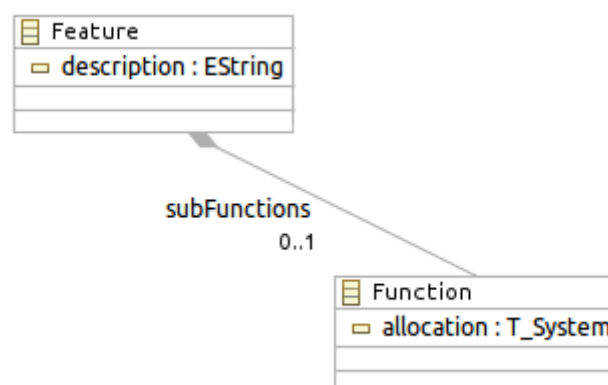 Feature
description : EString
subFunctions
0..1
Function
allocation : T_System